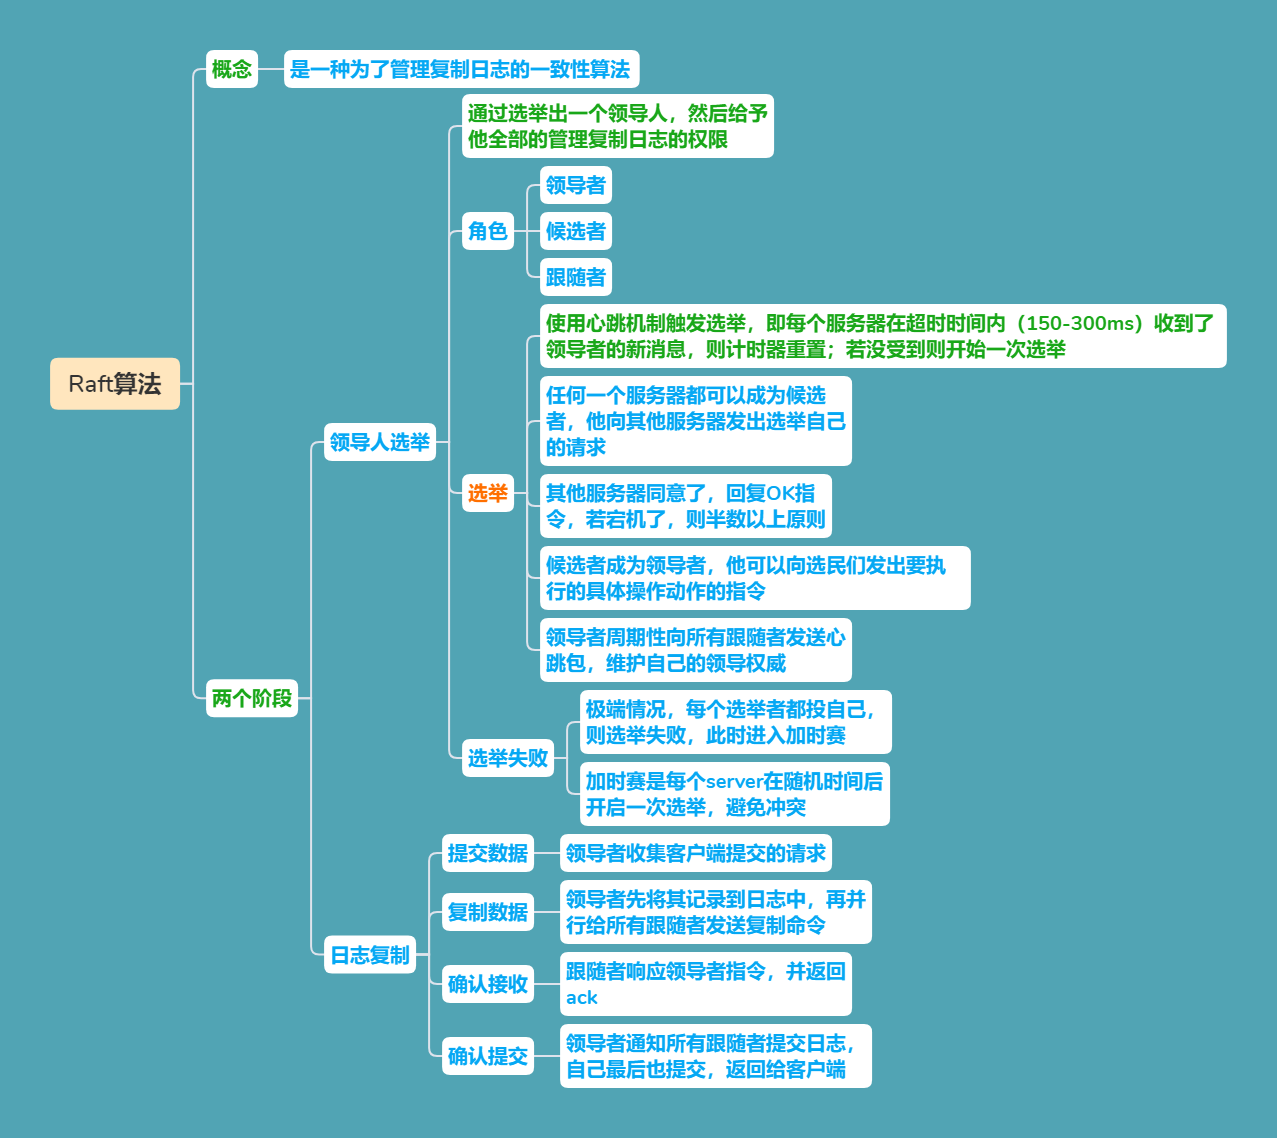 Raft算法
概念
是一种为了管理复制日志的一致性算法
两个阶段
领导人选举
通过选举出一个领导人，然后给予
他全部的管理复制日志的权限
角色
领导者
候选者
跟随者
选举
使用心跳机制触发选举，即每个服务器在超时时间内（150-300ms）收到了
领导者的新消息，则计时器重置；若没受到则开始一次选举
任何一个服务器都可以成为候选
者，他向其他服务器发出选举自己
的请求
其他服务器同意了，回复OK指
令，若宕机了，则半数以上原则
候选者成为领导者，他可以向选民们发出要执
行的具体操作动作的指令
领导者周期性向所有跟随者发送心
跳包，维护自己的领导权威
选举失败
极端情况，每个选举者都投自己，
则选举失败，此时进入加时赛
加时赛是每个server在随机时间后
开启一次选举，避免冲突
日志复制
提交数据
领导者收集客户端提交的请求
复制数据
领导者先将其记录到日志中，再并
行给所有跟随者发送复制命令
确认接收
跟随者响应领导者指令，并返回
ack
确认提交
领导者通知所有跟随者提交日志，
自己最后也提交，返回给客户端